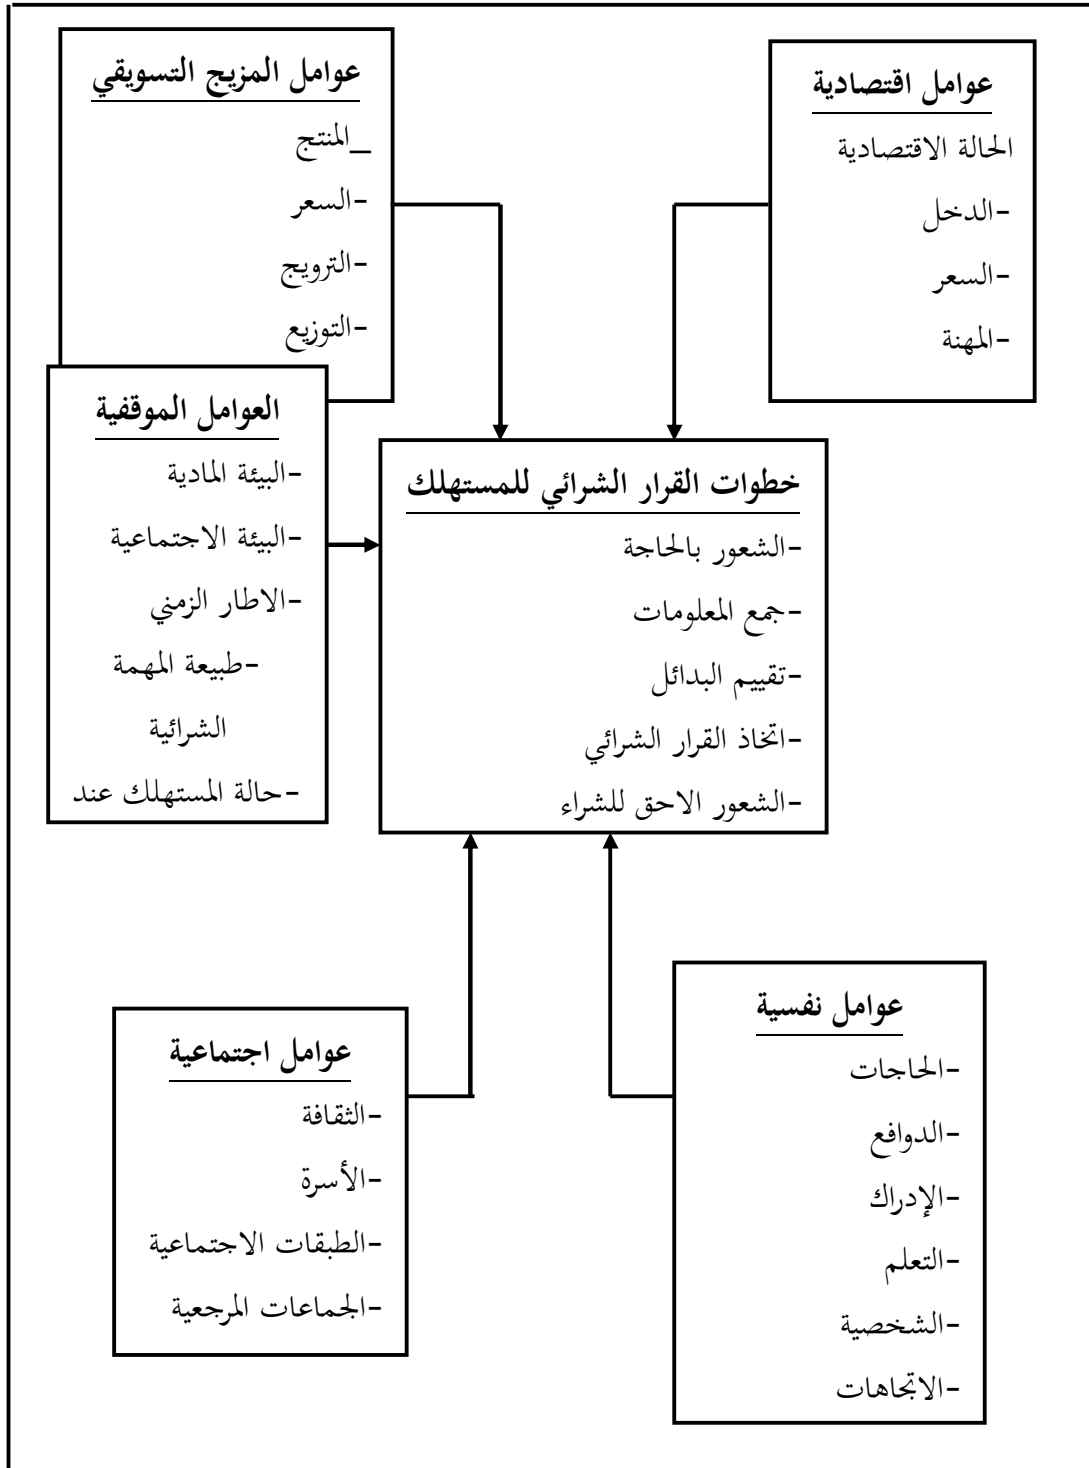 عوامل اقتصادية
الحالة الاقتصادية
-الدخل
-السعر
-المهنة
عوامل المزيج التسويقي
_المنتج
-السعر
-الترويج
-التوزيع
العوامل الموقفية
-البيئة المادية
-البيئة الاجتماعية
-الاطار الزمني
-طبيعة المهمة
الشرائية
-حالة المستهلك عند
خطوات القرار الشرائي للمستهلك
-الشعور بالحاجة
-جمع المعلومات
-تقييم البدائل
-اتخاذ القرار الشرائي
-الشعور الاحق للشراء
عوامل نفسية
-الحاجات
-الدوافع
-الإدراك
-التعلم
-الشخصية
-الاتجاهات
عوامل اجتماعية
-الثقافة
-الأسرة
-الطبقات الاجتماعية
-الجماعات المرجعية